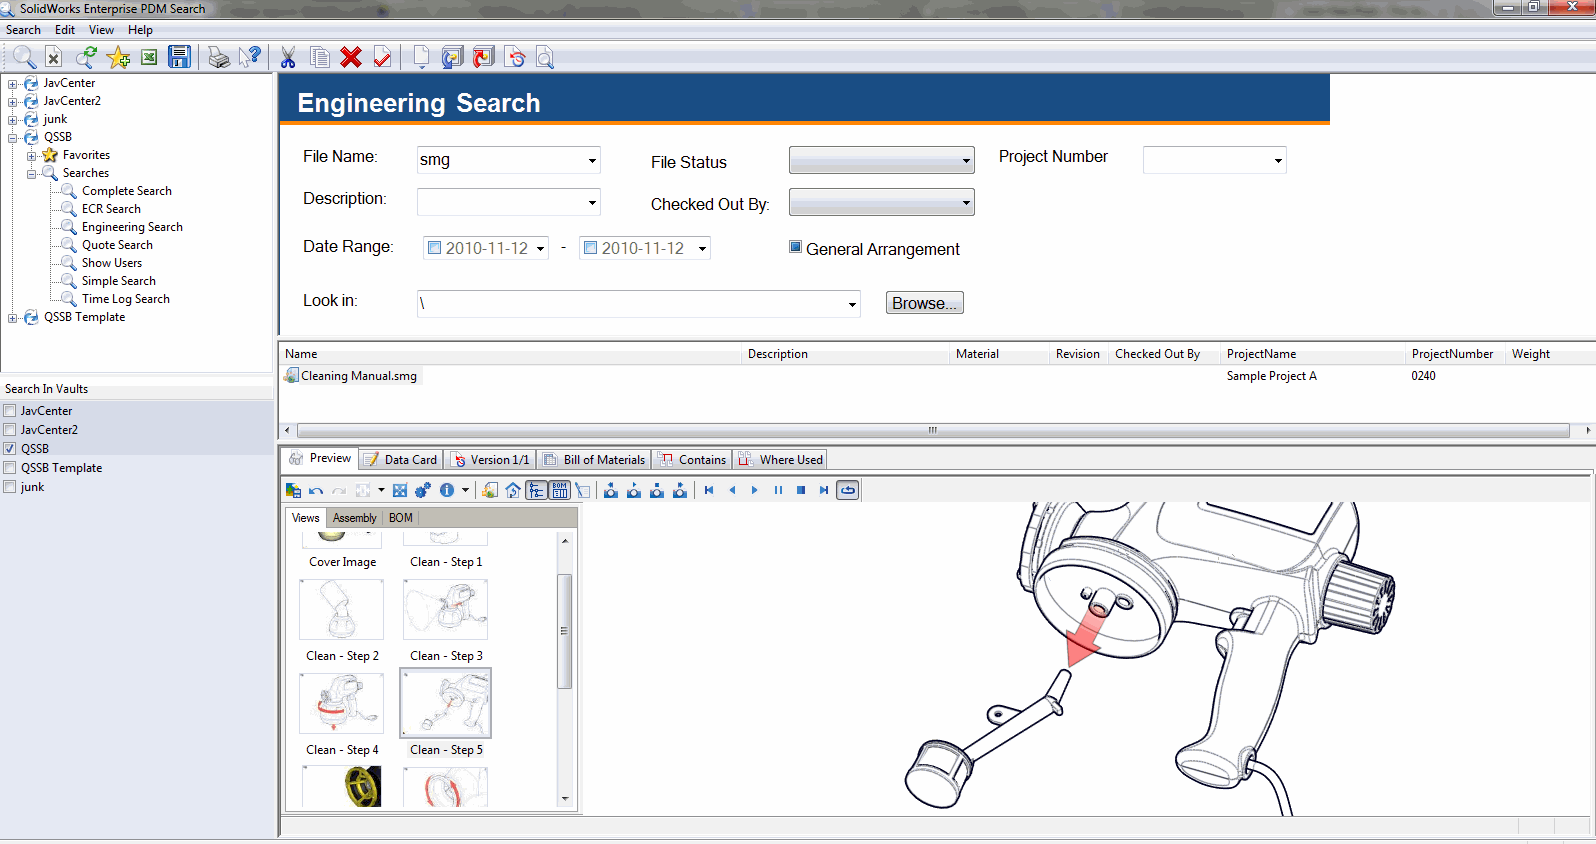 SolidWorks Enterprise PDM Search
Search Edit View Help
JavCenter
JavCenter2
junk
QSSB
Favorites
Searches
Complete Search
ECR Search
Engineering Search
Quote Search
Show Users
Simple Search
Time Log Search
QSSB Template
Search In Vaults
JavCenter
JavCenter2
QSSB
QSSB Template
junk
Engineering Search
File Name: smg File Status Project Number
Description: Checked Out By:
Date Range: 2010-11-12 - 2010-11-12 General Arrangement
Look in: \ Browse...
Name Description Material Revision Checked Out By ProjectName ProjectNumber Weight
Cleaning Manual.smg Sample Project A 0240
Preview Data Card Version 1/1 Bill of Materials Contains Where Used
BOM
Views Assembly BOM
Cover Image Clean - Step 1
Clean - Step 2 Clean - Step 3
Clean - Step 4 Clean - Step 5